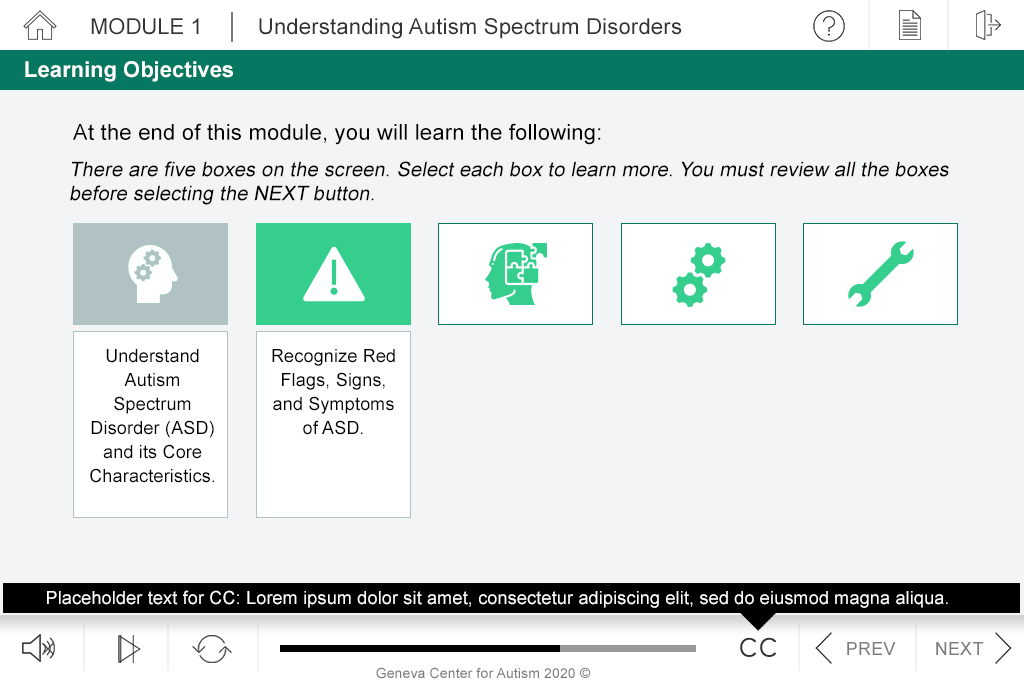 MODULE 1 | Understanding Autism Spectrum Disorders
?
Learning Objectives
At the end of this module, you will learn the following:
There are five boxes on the screen. Select each box to learn more. You must review all the boxes
before selecting the NEXT button.
Understand
Autism
Spectrum
Disorder (ASD)
and its Core
Characteristics.
Recognize Red
Flags, Signs,
and Symptoms
of ASD.
Placeholder text for CC: Lorem ipsum dolor sit amet, consectetur adipiscing elit, sed do eiusmod magna aliqua.
CC
PREV
NEXT
Geneva Center for Autism 2020 ©